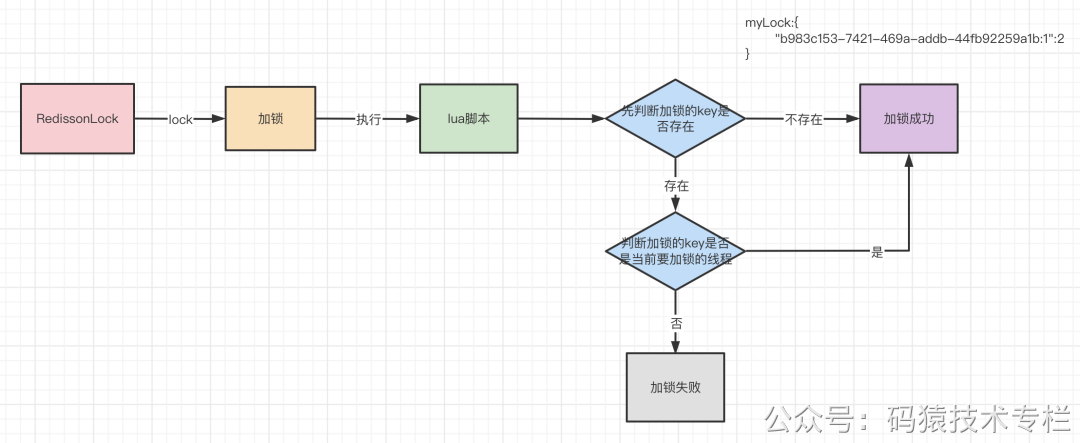 myLock:{
"b983c153-7421-469a-addb-44fb92259a1b:1":2
}
RedissonLock
lock
加锁
执行
lua脚本
先判断加锁的key是
否存在
不存在
加锁成功
存在
判断加锁的key是否
是当前要加锁的线程
是
否
加锁失败
公众号：码猿技术专栏